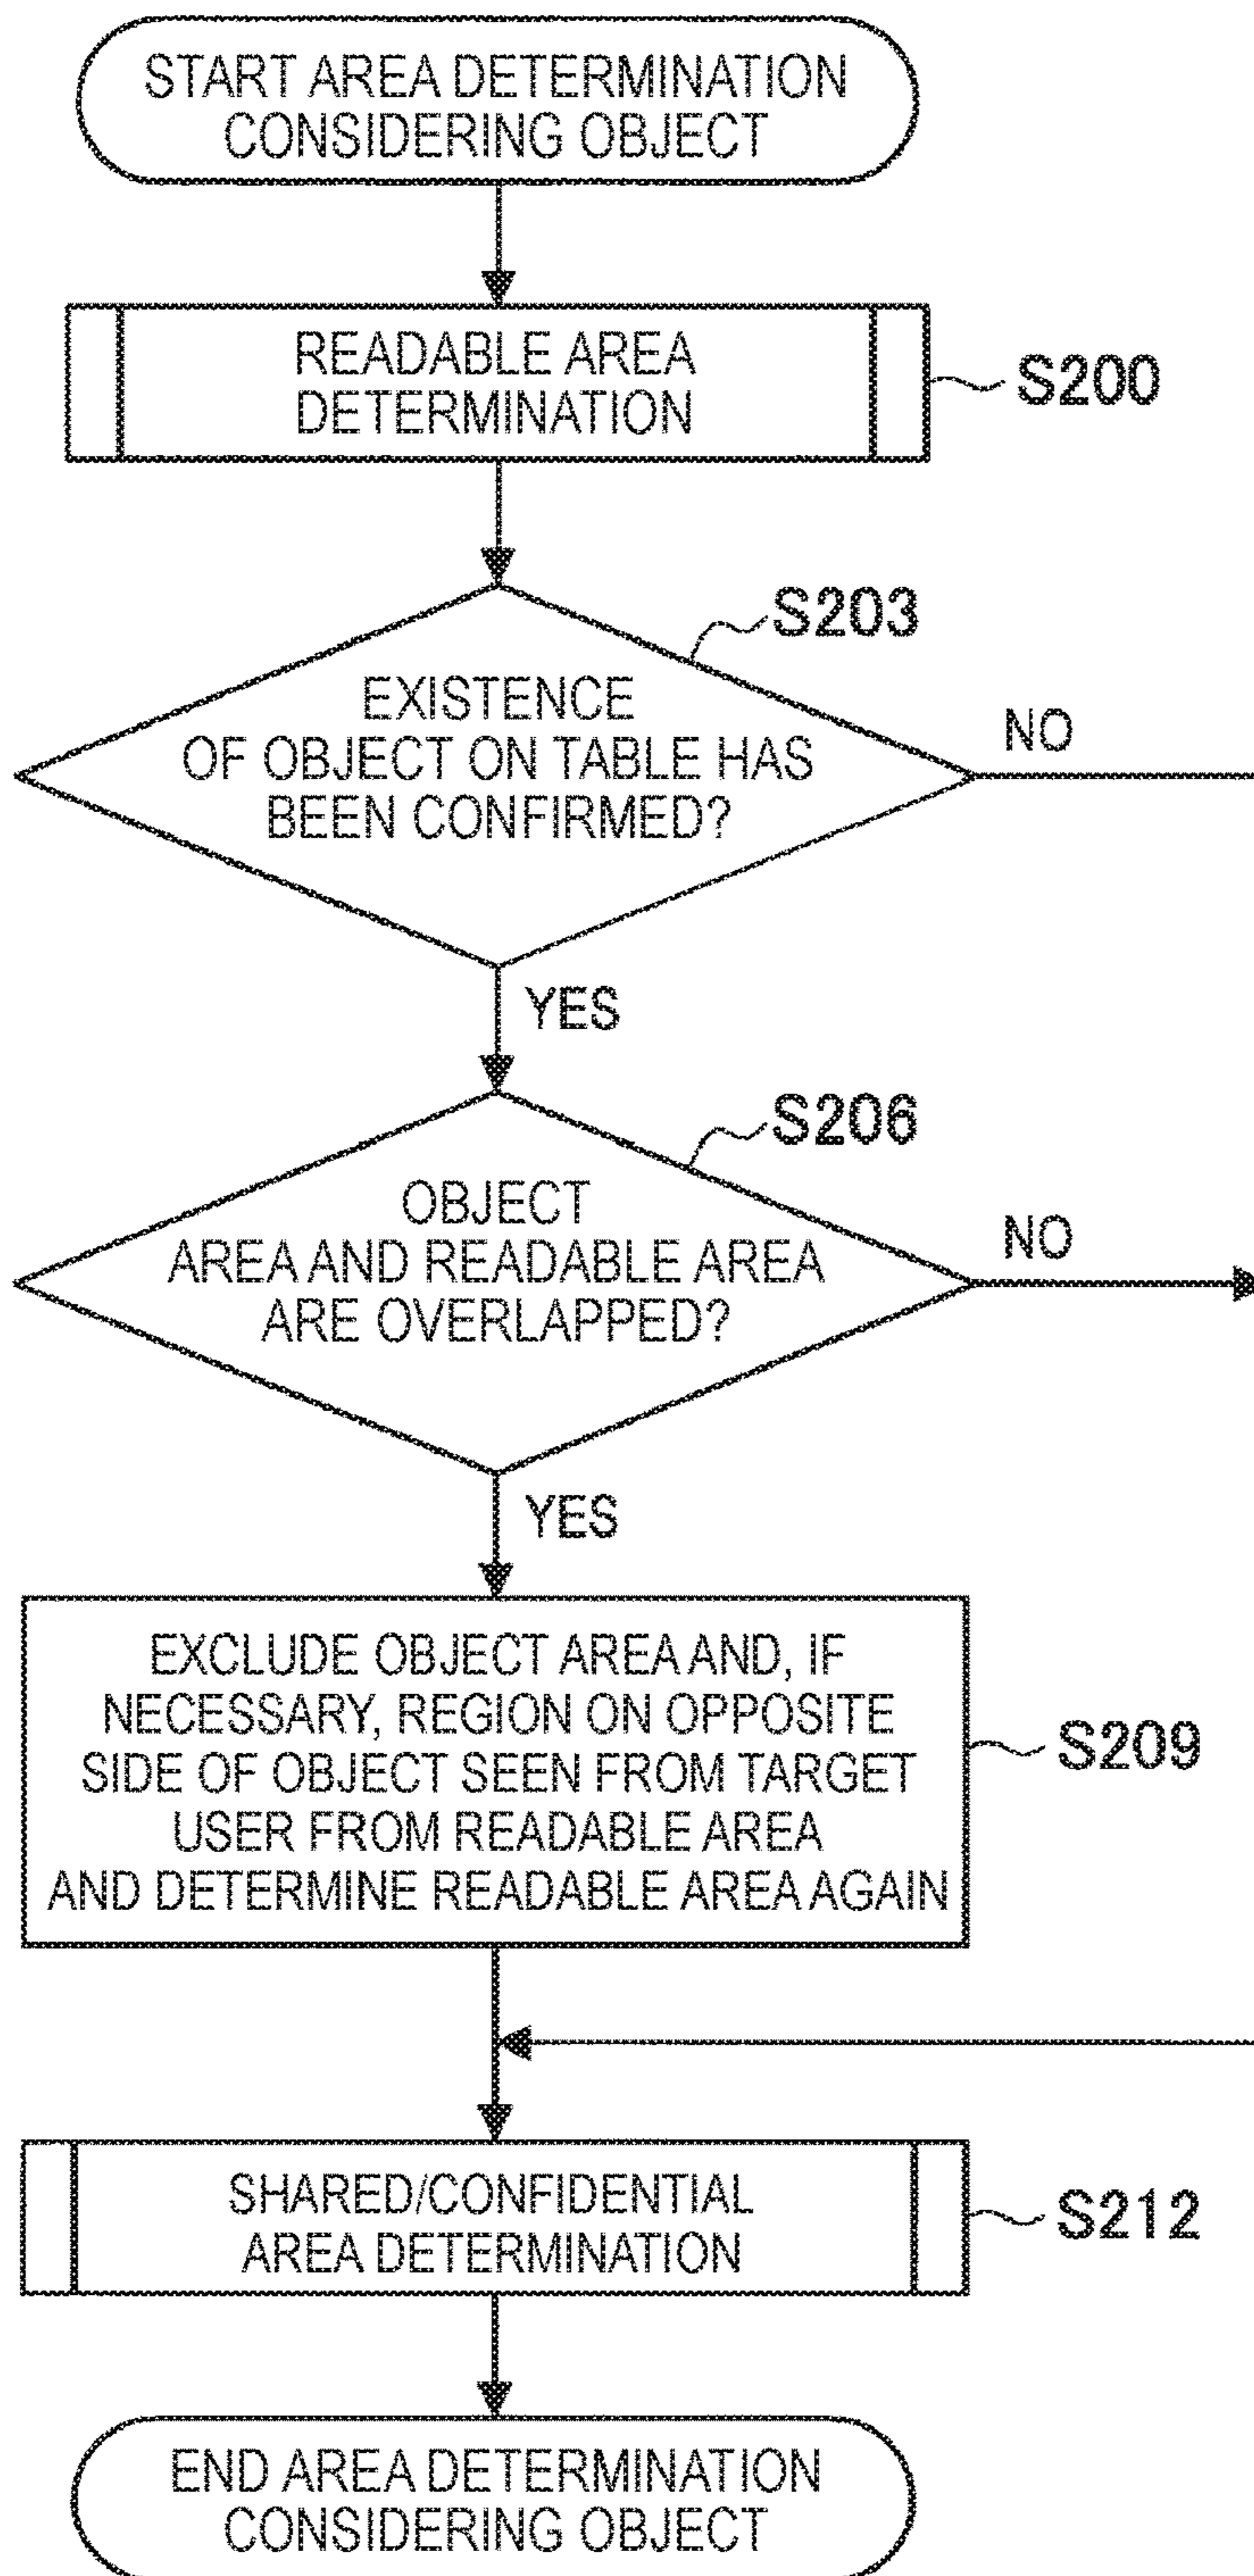 START AREA DETERMINATION
CONSIDERING OBJECT
READABLE AREA
DETERMINATION
S200
S203
EXISTENCE
OF OBJECT ON TABLE HAS
BEEN CONFIRMED?
NO
YES
S206
OBJECT
AREA AND READABLE AREA
ARE OVERLAPPED?
NO
YES
EXCLUDE OBJECT AREA AND, IF
NECESSARY, REGION ON OPPOSITE
SIDE OF OBJECT SEEN FROM TARGET
USER FROM READABLE AREA
AND DETERMINE READABLE AREA AGAIN
S209
SHARED/CONFIDENTIAL
AREA DETERMINATION
S212
END AREA DETERMINATION
CONSIDERING OBJECT